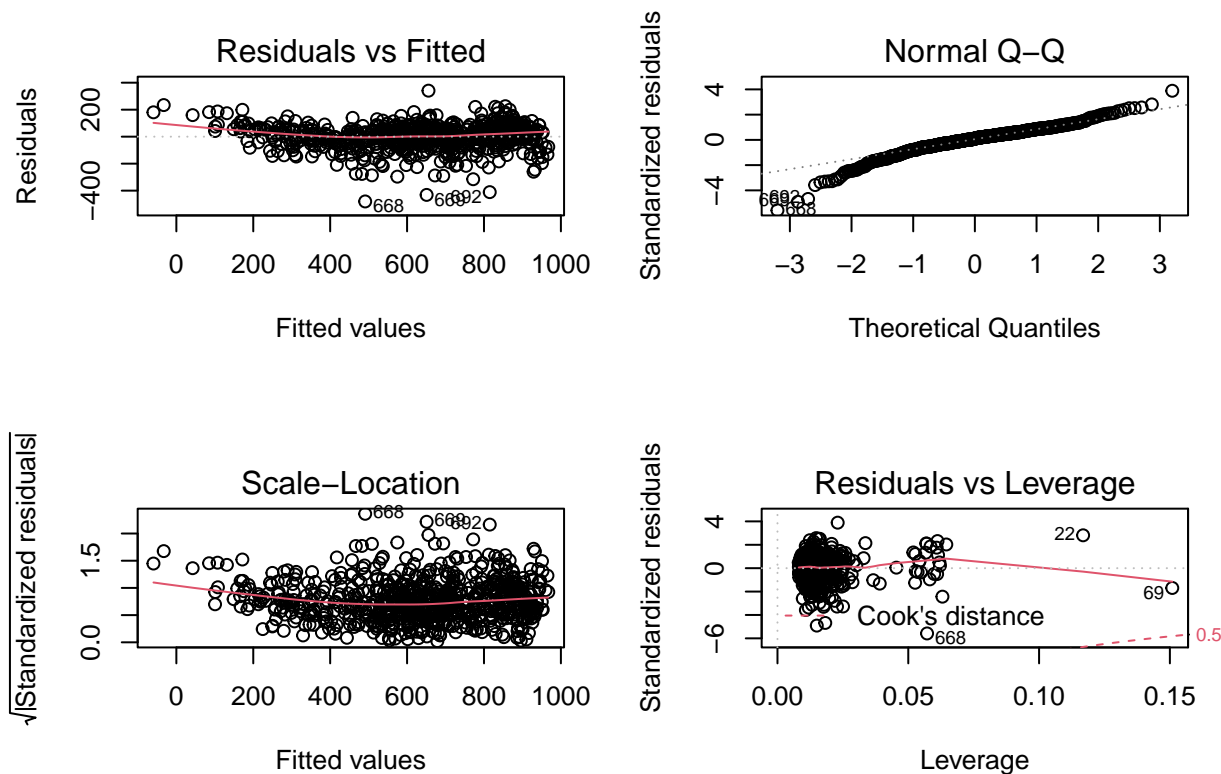 Residuals vs Fitted
Residuals
200
−400
668
669
692
0 200 400 600 800 1000
Fitted values
Normal Q−Q
Standardized residuals
4
0
−4
692
669
668
−3 −2 −1 0 1 2 3
Theoretical Quantiles
Scale−Location
√|Standardized residuals|
1.5
0.0
668
669
692
0 200 400 600 800 1000
Fitted values
Residuals vs Leverage
Standardized residuals
4
0
−6
22
69
Cook's distance
668
0.5
0.00 0.05 0.10 0.15
Leverage